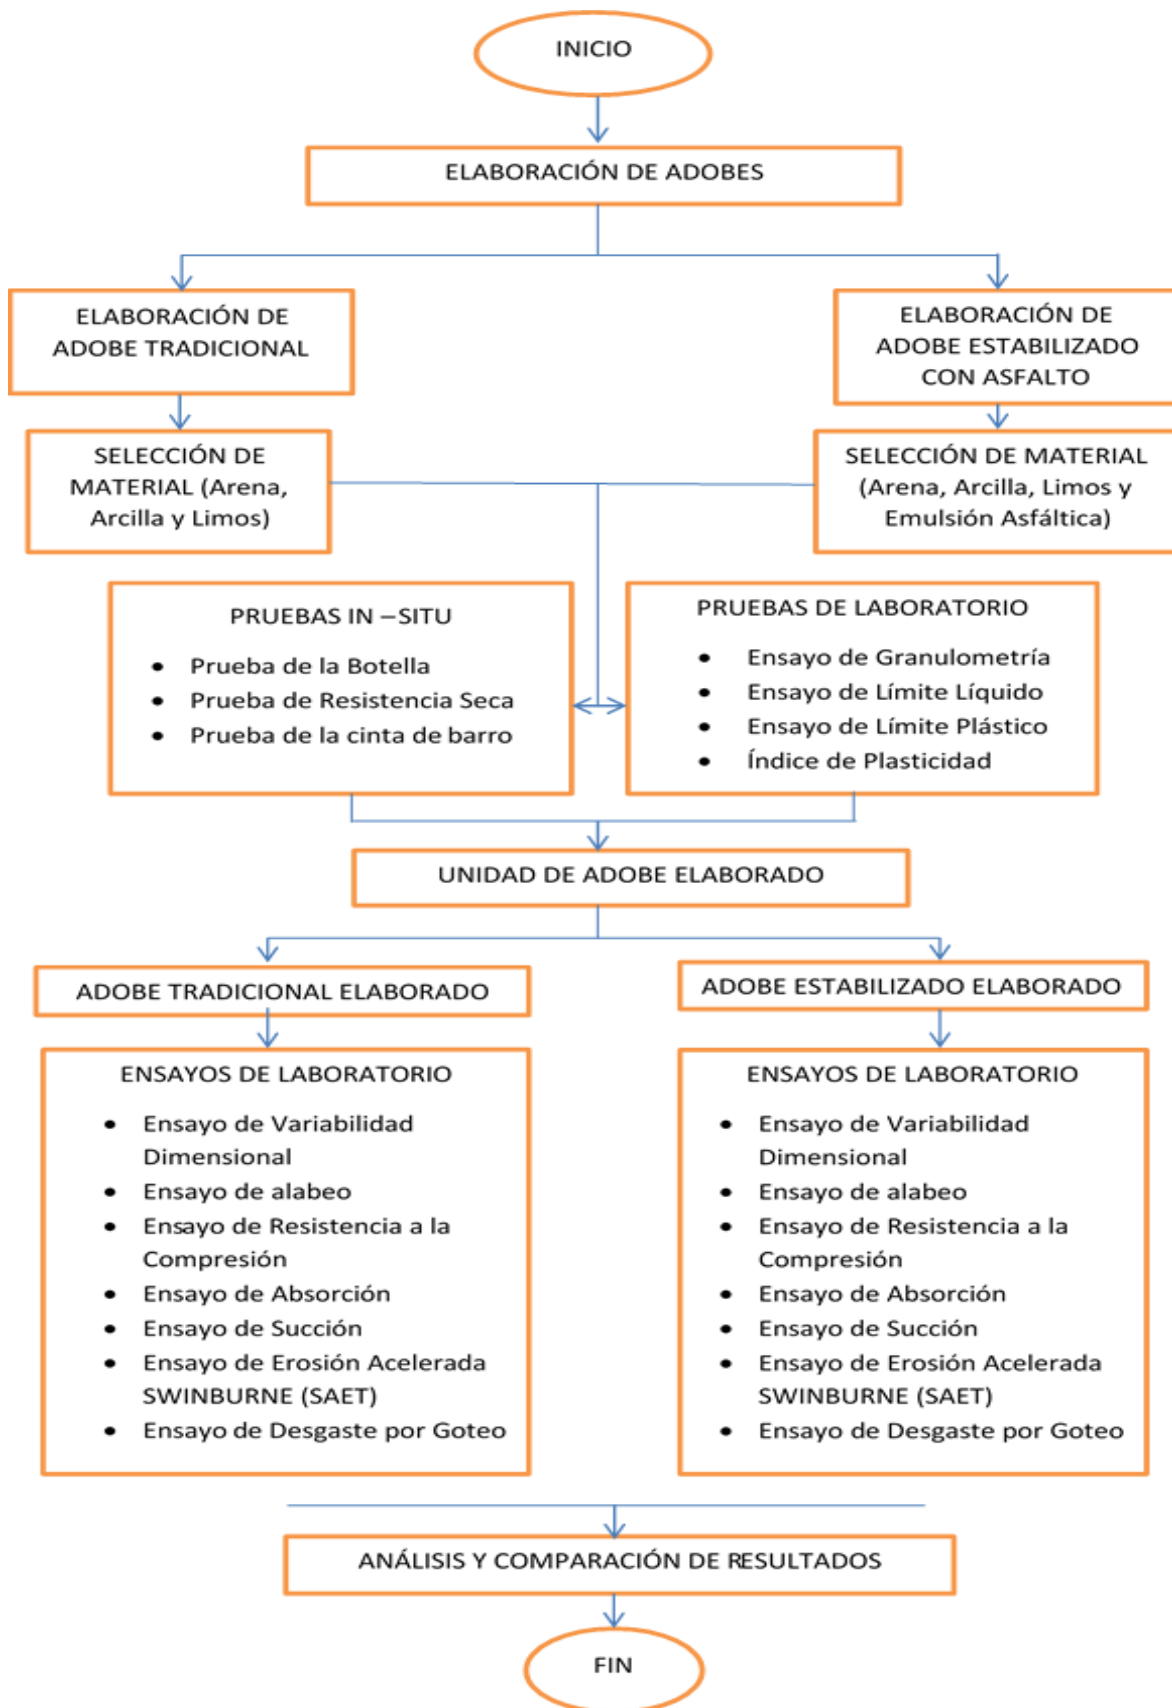 INICIO
ELABORACIÓN DE ADOBES
ELABORACIÓN DE
ADOBE TRADICIONAL
ELABORACIÓN DE
ADOBE ESTABILIZADO
CON ASFALTO
SELECCIÓN DE
MATERIAL (Arena,
Arcilla y Limos)
SELECCIÓN DE MATERIAL
(Arena, Arcilla, Limos y
Emulsión Asfáltica)
PRUEBAS IN – SITU
• Prueba de la Botella
• Prueba de Resistencia Seca
• Prueba de la cinta de barro
PRUEBAS DE LABORATORIO
• Ensayo de Granulometría
• Ensayo de Límite Líquido
• Ensayo de Límite Plástico
• Índice de Plasticidad
UNIDAD DE ADOBE ELABORADO
ADOBE TRADICIONAL ELABORADO
ADOBE ESTABILIZADO ELABORADO
ENSAYOS DE LABORATORIO
• Ensayo de Variabilidad
Dimensional
• Ensayo de alabeo
• Ensayo de Resistencia a la
Compresión
• Ensayo de Absorción
• Ensayo de Succión
• Ensayo de Erosión Acelerada
SWINBURNE (SAET)
• Ensayo de Desgaste por Goteo
ENSAYOS DE LABORATORIO
• Ensayo de Variabilidad
Dimensional
• Ensayo de alabeo
• Ensayo de Resistencia a la
Compresión
• Ensayo de Absorción
• Ensayo de Succión
• Ensayo de Erosión Acelerada
SWINBURNE (SAET)
• Ensayo de Desgaste por Goteo
ANÁLISIS Y COMPARACIÓN DE RESULTADOS
FIN